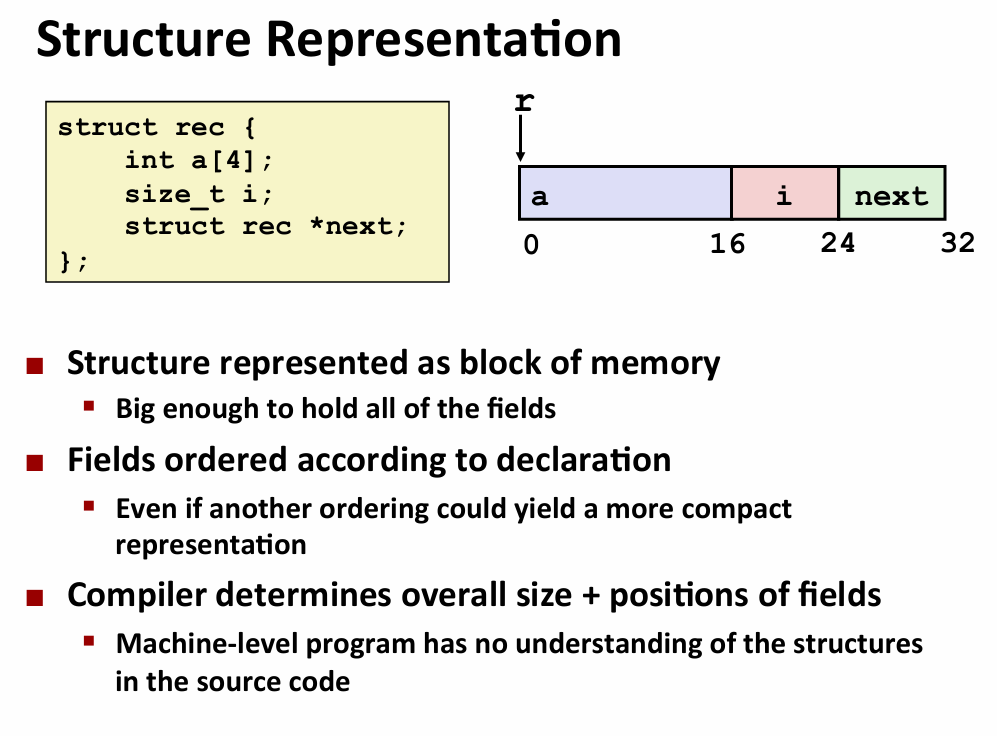 Structure Representation
struct rec {
    int a[4];
    size_t i;
    struct rec *next;
};
r
a i next
0 16 24 32
■ Structure represented as block of memory
▪ Big enough to hold all of the fields
■ Fields ordered according to declaration
▪ Even if another ordering could yield a more compact
representation
■ Compiler determines overall size + positions of fields
▪ Machine-level program has no understanding of the structures
in the source code